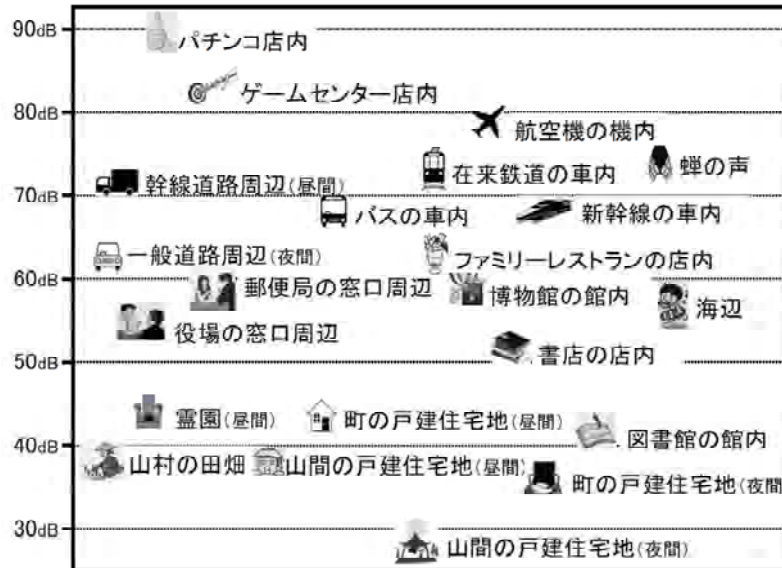 90dB
パチンコ店内
ゲームセンター店内
80dB
航空機の機内
幹線道路周辺(昼間)
在来鉄道の車内
蝉の声
70dB
バスの車内
新幹線の車内
一般道路周辺(夜間)
ファミリーレストランの店内
60dB
郵便局の窓口周辺
博物館の館内
海辺
役場の窓口周辺
書店の店内
50dB
霊園(昼間)
町の戸建住宅地(昼間)
図書館の館内
40dB
山村の田畑
山間の戸建住宅地(昼間)
町の戸建住宅地(夜間
30dB
山間の戸建住宅地(夜間)